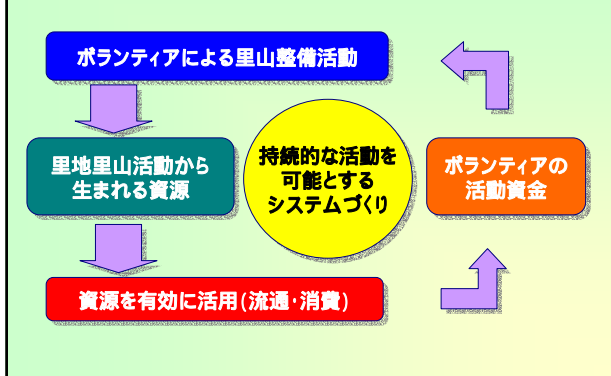 ボランティアによる里山整備活動
里地里山活動から
生まれる資源
持続的な活動を
可能とする
システムづくり
ボランティアの
活動資金
資源を有効に活用(流通・消費)